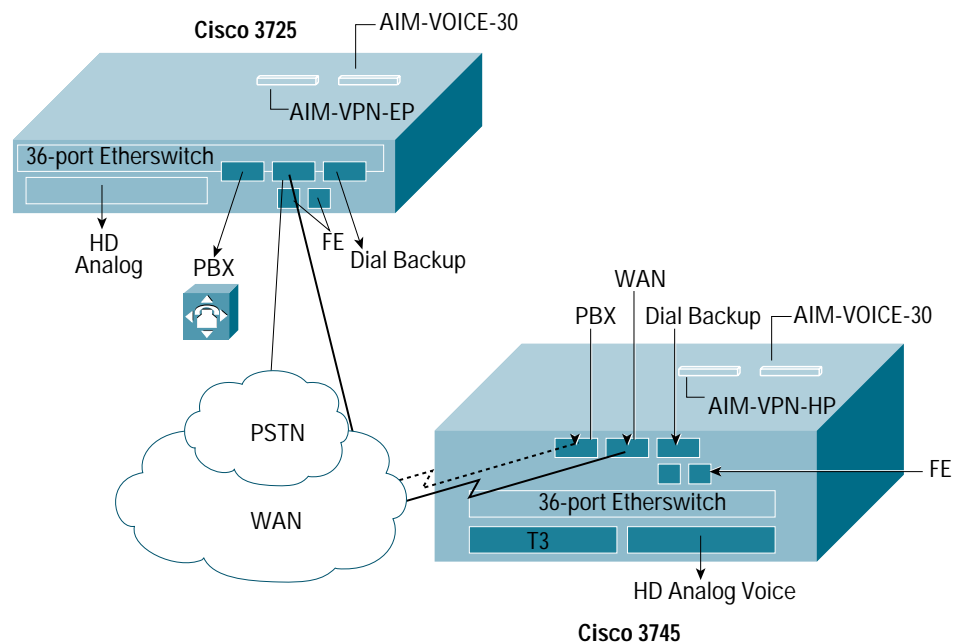 Cisco 3725
AIM-VOICE-30
AIM-VPN-EP
36-port Etherswitch
HD
Analog
PBX
FE
Dial Backup
WAN
PBX
Dial Backup
AIM-VOICE-30
AIM-VPN-HP
PSTN
WAN
FE
36-port Etherswitch
T3
HD Analog Voice
Cisco 3745